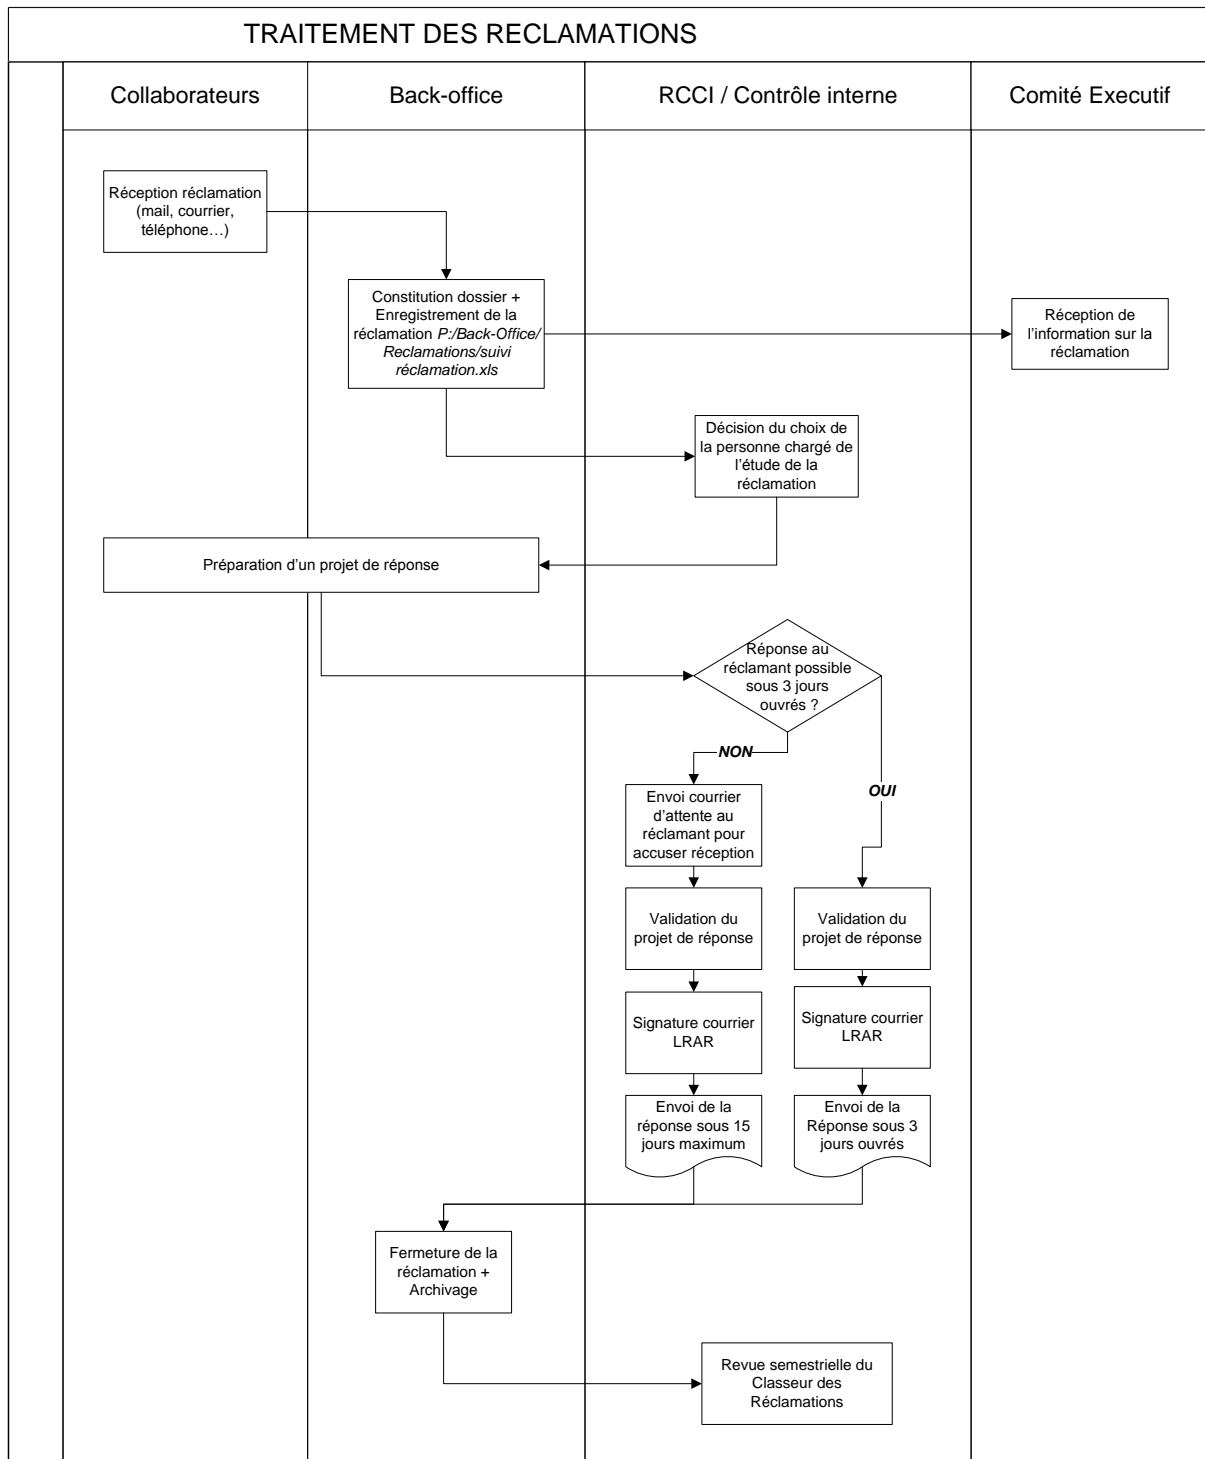 TRAITEMENT DES RECLAMATIONS
Collaborateurs
Back-office
RCCI / Contrôle interne
Comité Executif
Réception réclamation
(mail, courrier,
téléphone…)
Constitution dossier +
Enregistrement de la
réclamation P:/Back-Office/
Reclamations/suivi
réclamation.xls
Réception de
l'information sur la
réclamation
Décision du choix de
la personne chargé de
l'étude de la
réclamation
Préparation d'un projet de réponse
Réponse au
réclamant possible
sous 3 jours
ouvrés ?
NON
OUI
Envoi courrier
d'attente au
réclamant pour
accuser réception
Validation du
projet de réponse
Validation du
projet de réponse
Signature courrier
LRAR
Signature courrier
LRAR
Envoi de la
réponse sous 15
jours maximum
Envoi de la
Réponse sous 3
jours ouvrés
Fermeture de la
réclamation +
Archivage
Revue semestrielle du
Classeur des
Réclamations